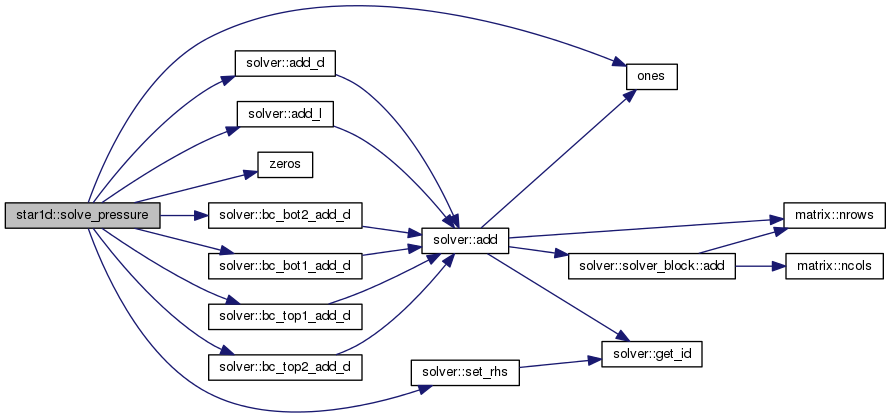 ones
solver::add_d
solver::add_l
zeros
star1d::solve_pressure
solver::bc_bot2_add_d
matrix::nrows
solver::add
solver::bc_bot1_add_d
solver::solver_block::add
matrix::ncols
solver::bc_top1_add_d
solver::get_id
solver::bc_top2_add_d
solver::set_rhs